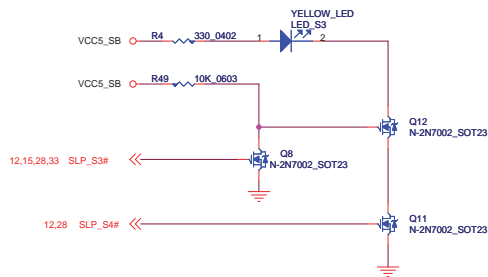 YELLOW_LED
LED_S3
VCC5_SB R4 330_0402 1 2
VCC5_SB R49 10K_0603
Q12
N-2N7002_SOT23
12,15,28,33 SLP_S3#
Q8
N-2N7002_SOT23
12,28 SLP_S4#
Q11
N-2N7002_SOT23